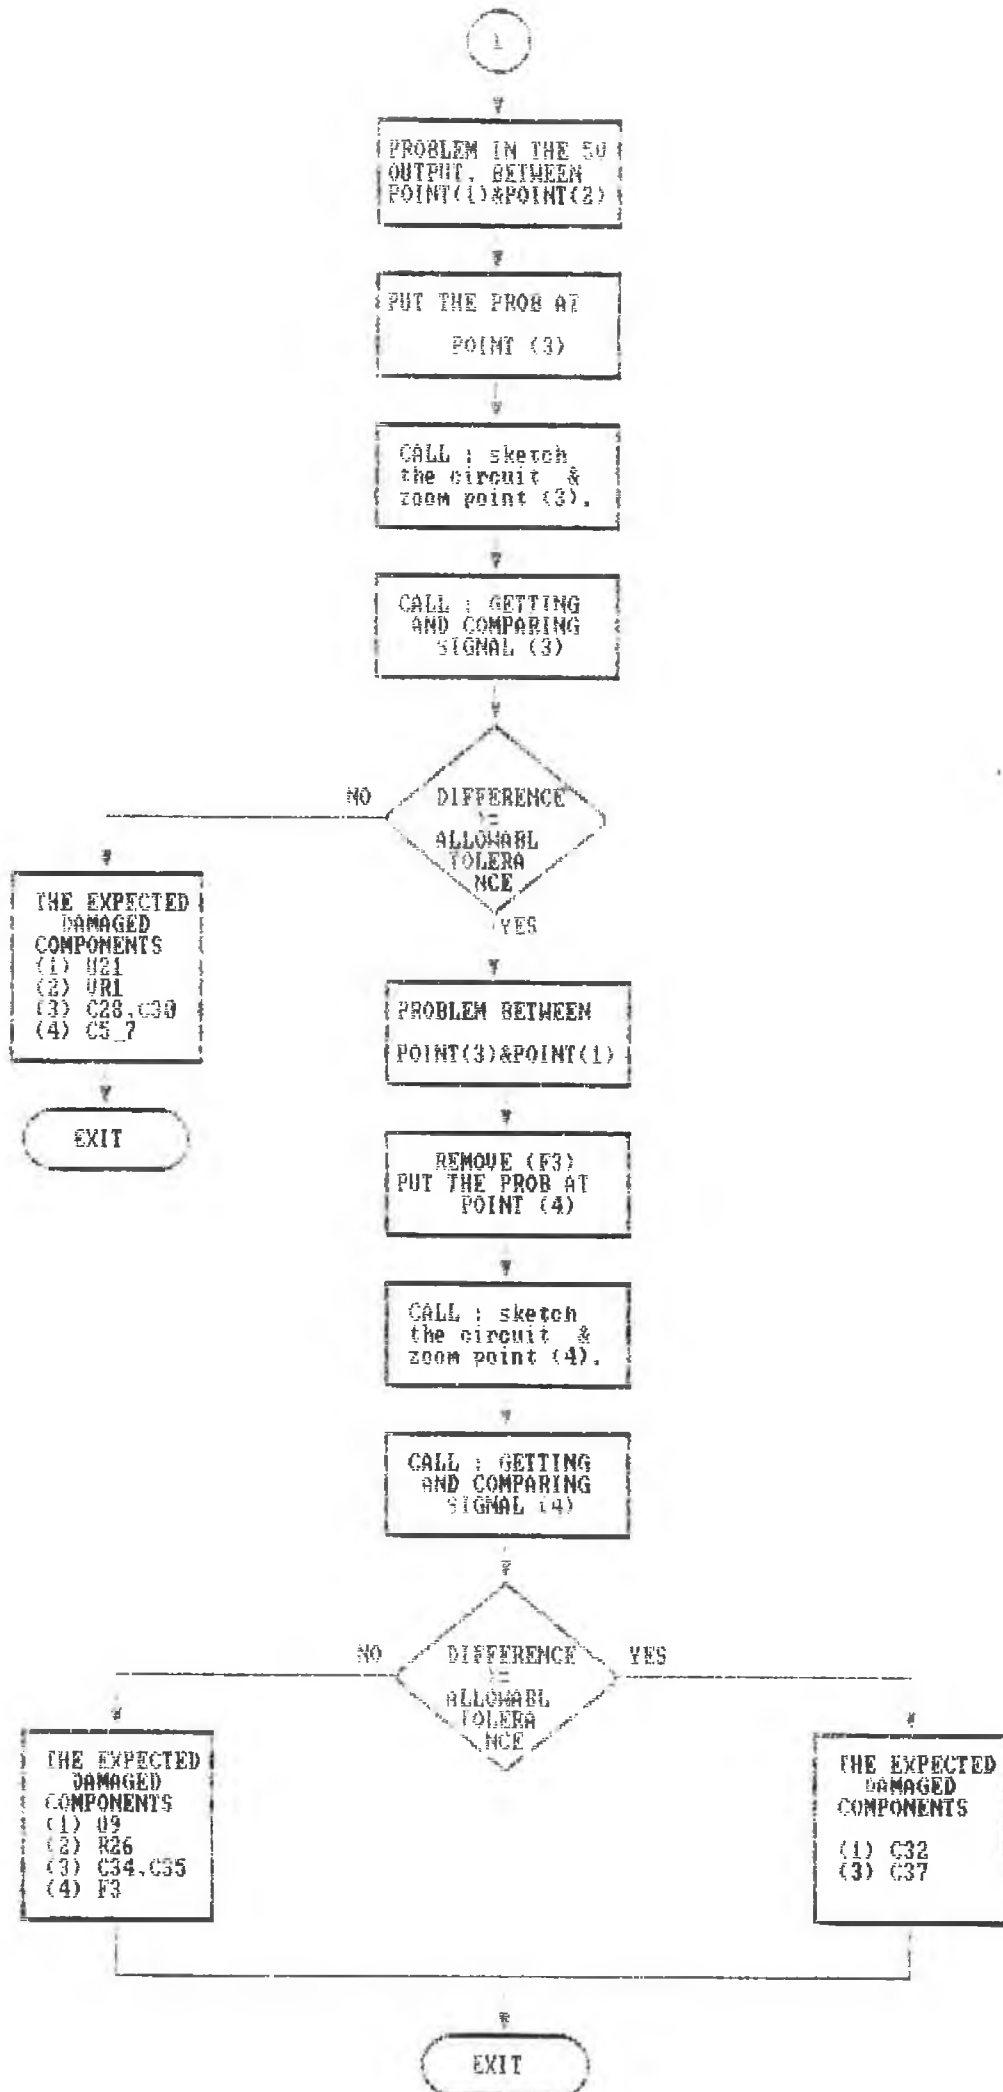 1
PROBLEM IN THE 5V
OUTPUT, BETWEEN
POINT(1)&POINT(2)
PUT THE PROB AT
POINT (3)
CALL : sketch
the circuit &
zoom point (3).
CALL : GETTING
AND COMPARING
SIGNAL (3)
DIFFERENCE
>=
ALLOWABL
TOLERA
NCE
NO
YES
THE EXPECTED
DAMAGED
COMPONENTS
(1) U21
(2) VR1
(3) C28,C30
(4) C5_7
EXIT
PROBLEM BETWEEN
POINT(3)&POINT(1)
REMOVE (F3)
PUT THE PROB AT
POINT (4)
CALL : sketch
the circuit &
zoom point (4).
CALL : GETTING
AND COMPARING
SIGNAL (4)
NO
DIFFERENCE
>=
ALLOWABL
TOLERA
NCE
YES
THE EXPECTED
DAMAGED
COMPONENTS
(1)
(2) R26
(3) C34,C35
(4) F3
THE EXPECTED
DAMAGED
COMPONENTS
(1) C32
(3) C37
EXIT